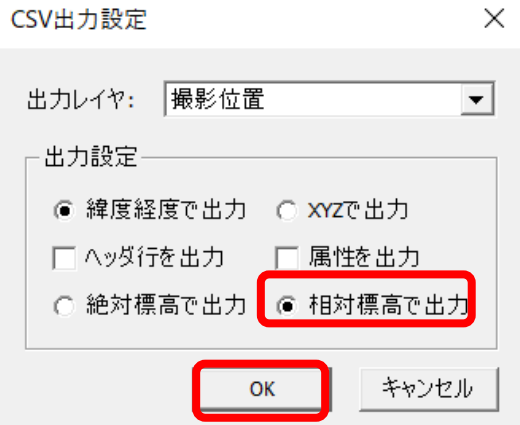 CSV出力設定
出力レイヤ: 撮影位置
出力設定
緯度経度で出力 XYZで出力
ヘッダ行を出力 属性を出力
絶対標高で出力 相対標高で出力
OK キャンセル